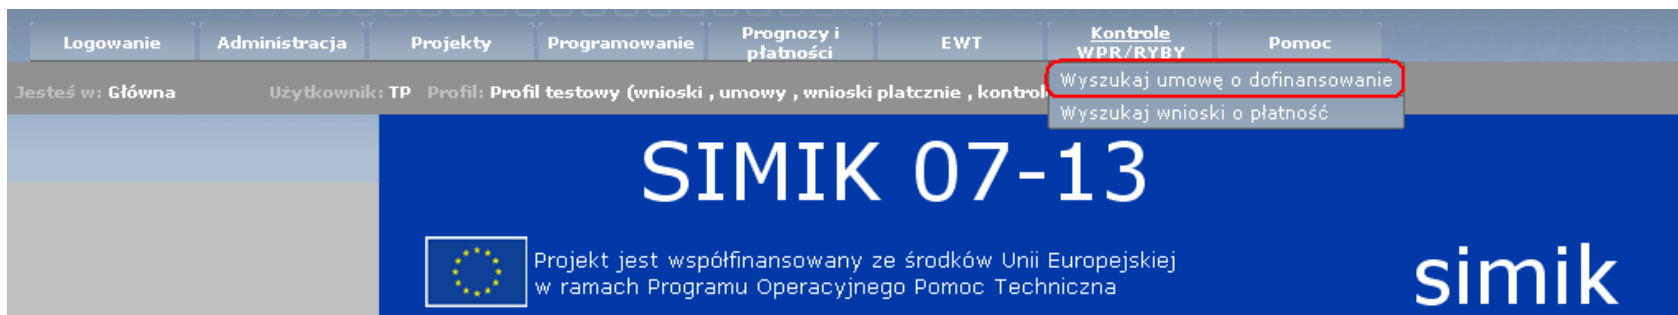 Logowanie Administracja Projekty Programowanie Prognozy i płatności EWT Kontrole WPR/RYBY Pomoc
Wyszukaj umowę o dofinansowanie
Wyszukaj wnioski o płatność
Jesteś w: Główna Użytkownik: TP Profil: Profil testowy (wnioski , umowy , wnioski platcznie , kontrol
SIMIK 07-13
Projekt jest współfinansowany ze środków Unii Europejskiej
w ramach Programu Operacyjnego Pomoc Techniczna
simik